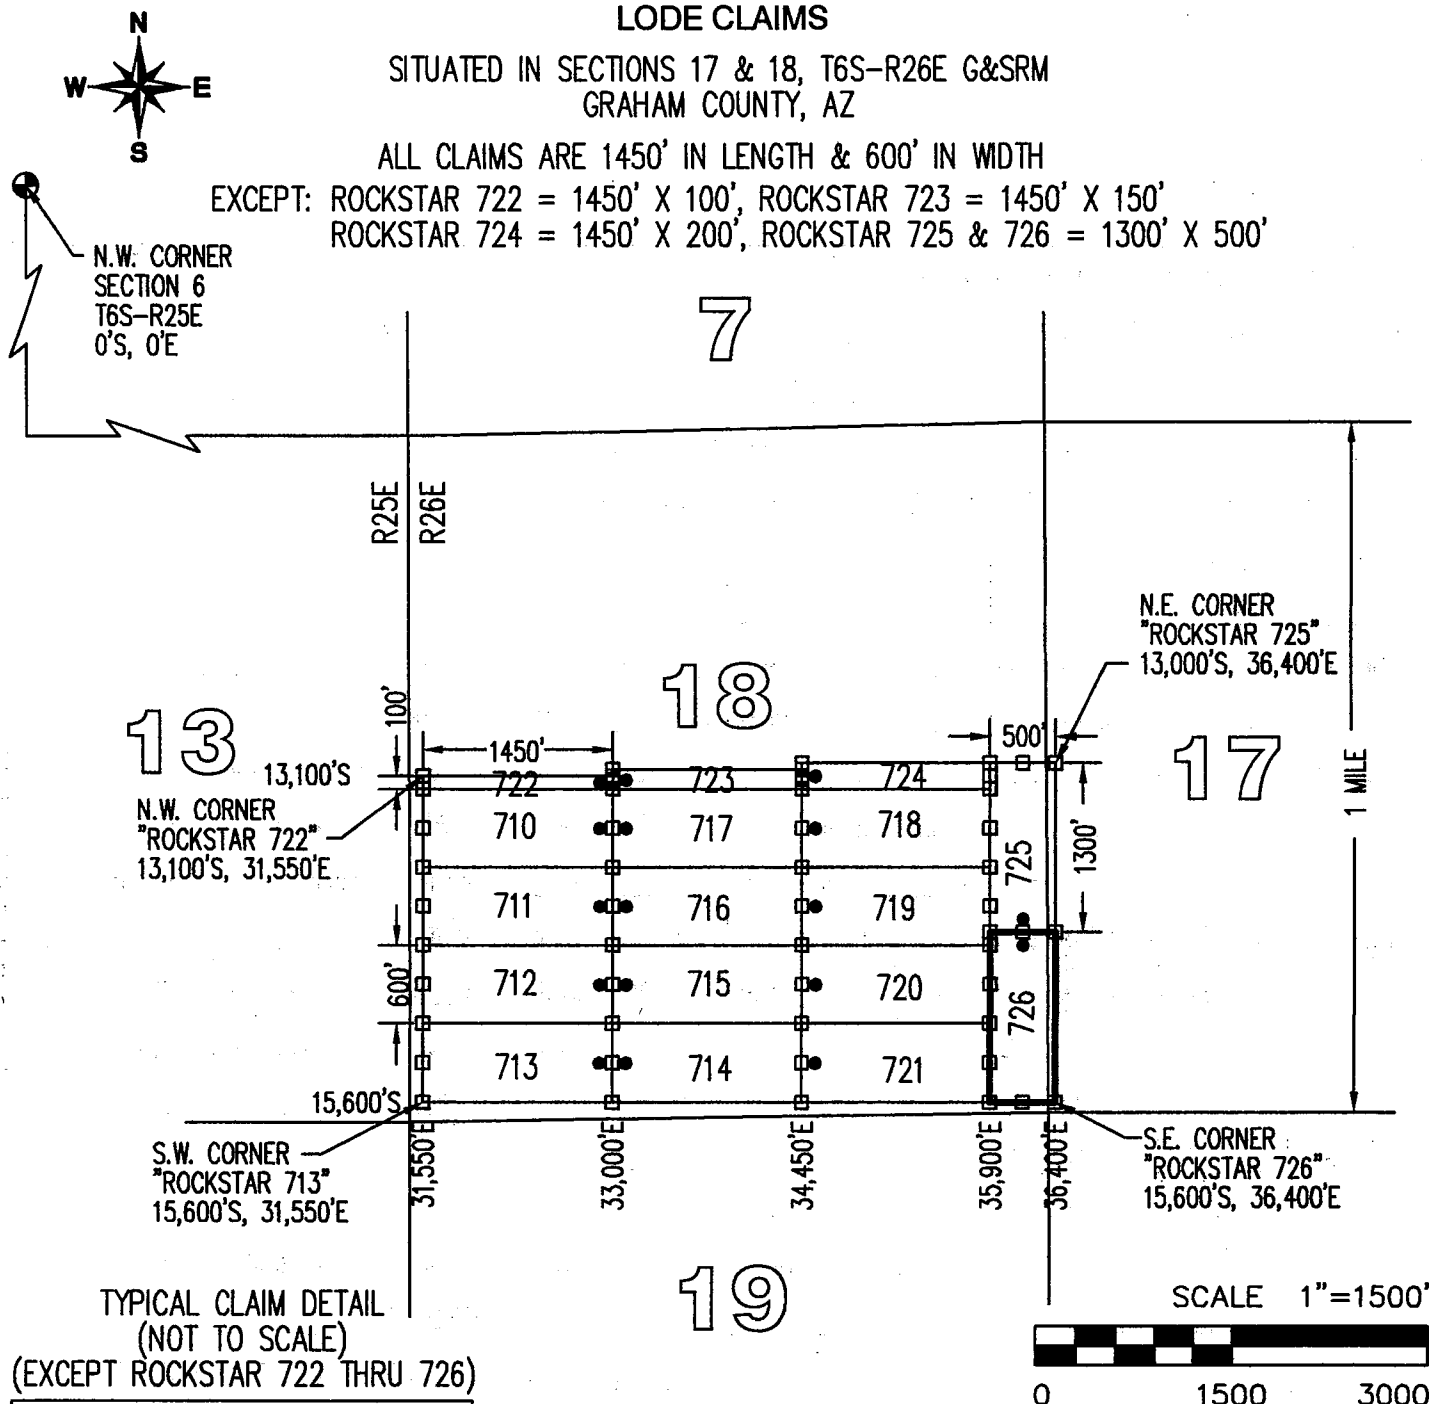 LODE CLAIMS
SITUATED IN SECTIONS 17 & 18, T6S-R26E G&SRM
GRAHAM COUNTY, AZ
ALL CLAIMS ARE 1450' IN LENGTH & 600' IN WIDTH
EXCEPT: ROCKSTAR 722 = 1450' X 100', ROCKSTAR 723 = 1450' X 150'
ROCKSTAR 724 = 1450' X 200', ROCKSTAR 725 & 726 = 1300' X 500'
N
W E
S
N.W. CORNER
SECTION 6
T6S-R25E
0'S, 0'E
7
R25E
R26E
N.E. CORNER
"ROCKSTAR 725"
13,000'S, 36,400'E
13
18
17
100'
1450'
500'
13,100'S
N.W. CORNER
"ROCKSTAR 722"
13,100'S, 31,550'E
722 723 724
710 717 718
725
1300'
1 MILE
711 716 719
600'
712 715 720
726
713 714 721
15,600'S
S.W. CORNER
"ROCKSTAR 713"
15,600'S, 31,550'E
31,550'E
33,000'E
34,450'E
35,900'E
36,400'E
S.E. CORNER
"ROCKSTAR 726"
15,600'S, 36,400'E
19
TYPICAL CLAIM DETAIL
(NOT TO SCALE)
(EXCEPT ROCKSTAR 722 THRU 726)
SCALE 1"=1500'
0 1500 3000